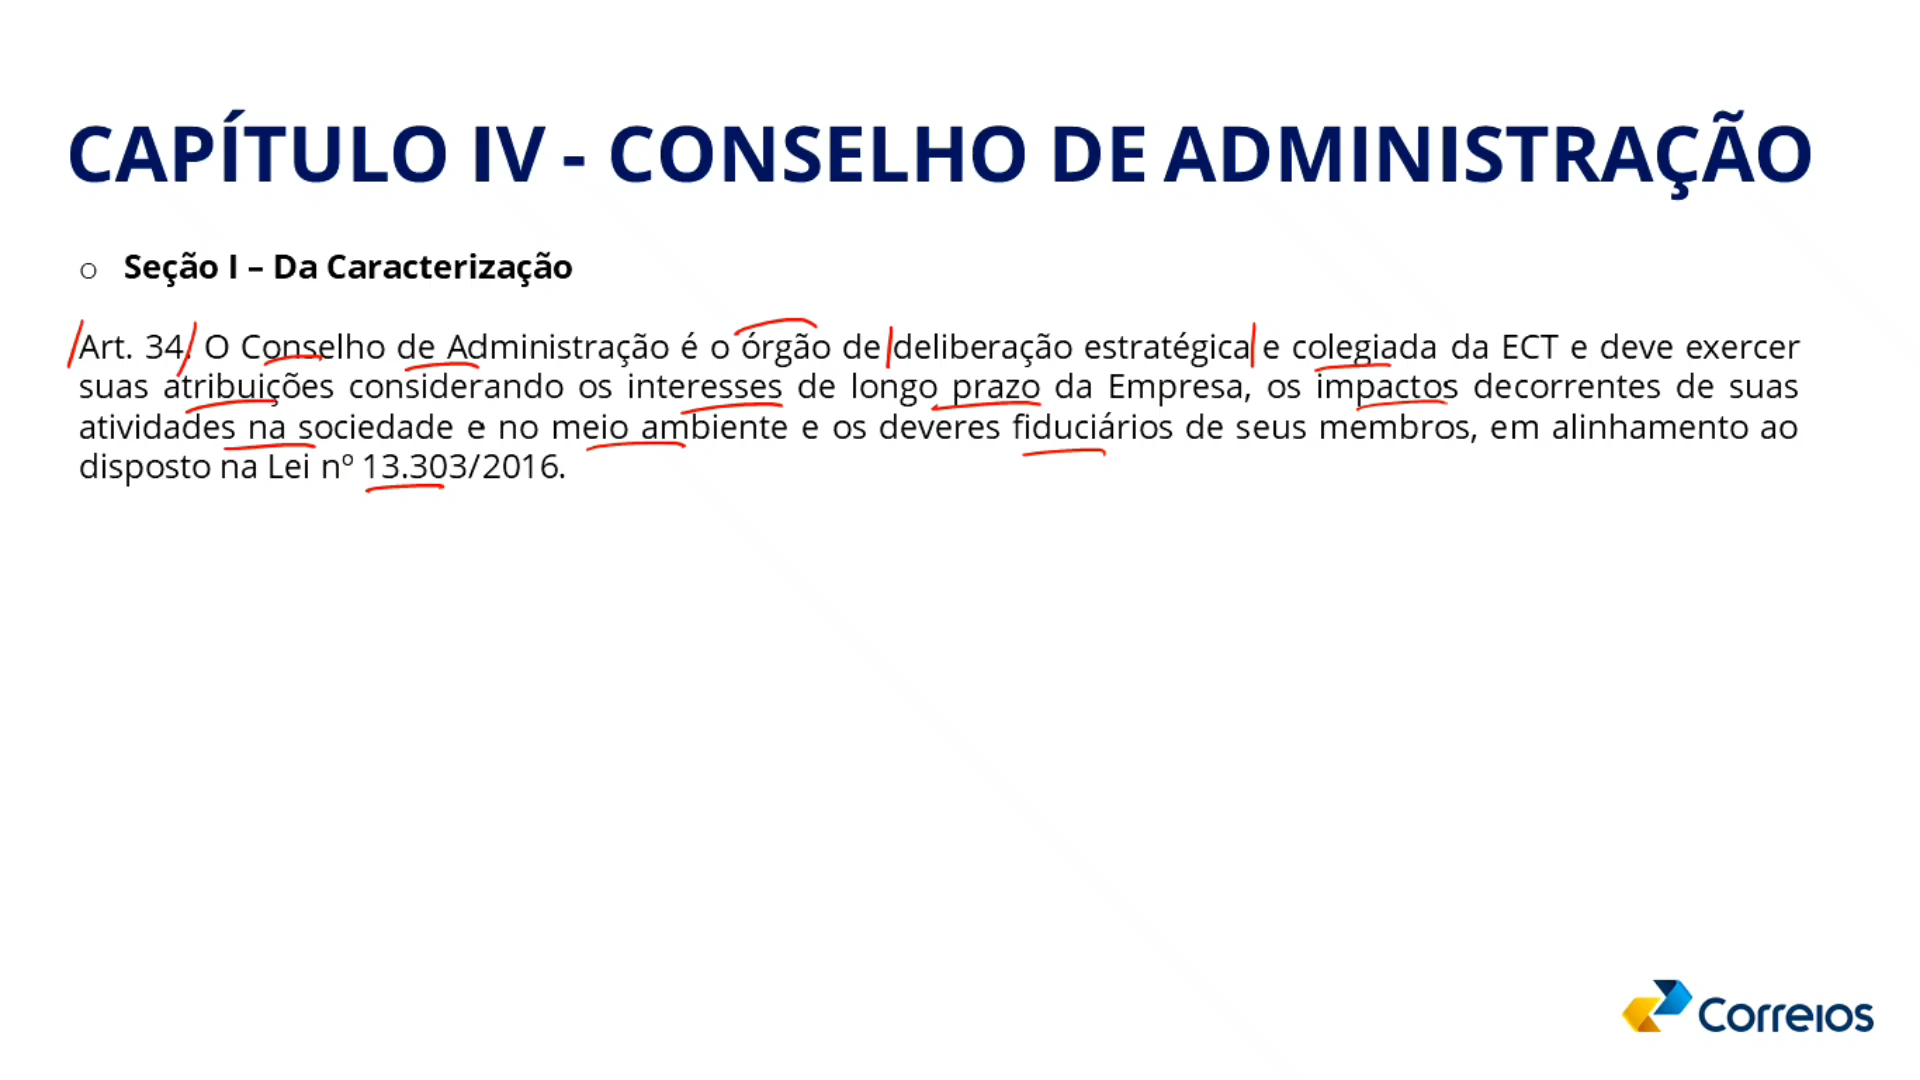 CAPÍTULO IV - CONSELHO DE ADMINISTRAÇÃO
o Seção I – Da Caracterização
Art. 34. O Conselho de Administração é o órgão de deliberação estratégica e colegiada da ECT e deve exercer
suas atribuições considerando os interesses de longo prazo da Empresa, os impactos decorrentes de suas
atividades na sociedade e no meio ambiente e os deveres fiduciários de seus membros, em alinhamento ao
disposto na Lei nº 13.303/2016.
Correios